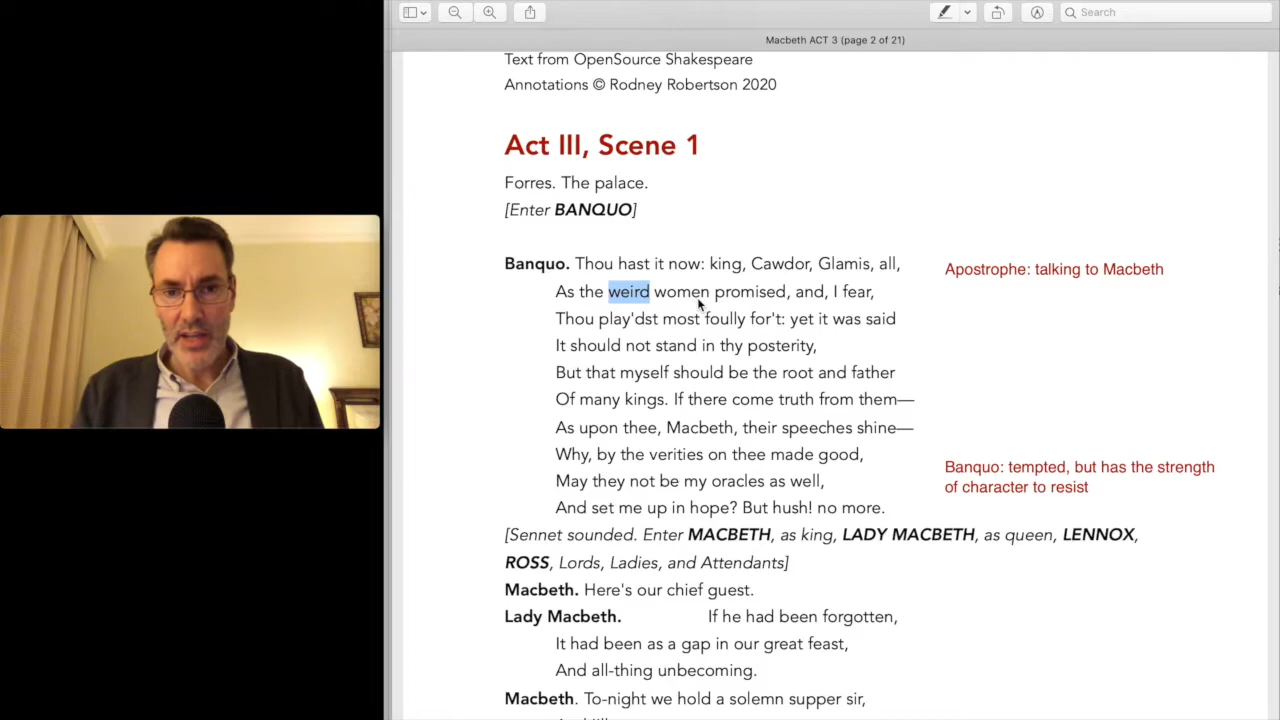 Search
Macbeth ACT 3 (page 2 of 21)
Text from OpenSource Shakespeare
Annotations © Rodney Robertson 2020
Act III, Scene 1
Forres. The palace.
[Enter BANQUO]
Banquo. Thou hast it now: king, Cawdor, Glamis, all,
Apostrophe: talking to Macbeth
As the weird women promised, and, I fear,
Thou play'dst most foully for't: yet it was said
It should not stand in thy posterity,
But that myself should be the root and father
Of many kings. If there come truth from them—
As upon thee, Macbeth, their speeches shine—
Why, by the verities on thee made good,
Banquo: tempted, but has the strength
of character to resist
May they not be my oracles as well,
And set me up in hope? But hush! no more.
[Sennet sounded. Enter MACBETH, as king, LADY MACBETH, as queen, LENNOX,
ROSS, Lords, Ladies, and Attendants]
Macbeth. Here's our chief guest.
Lady Macbeth. If he had been forgotten,
It had been as a gap in our great feast,
And all-thing unbecoming.
Macbeth. To-night we hold a solemn supper sir,